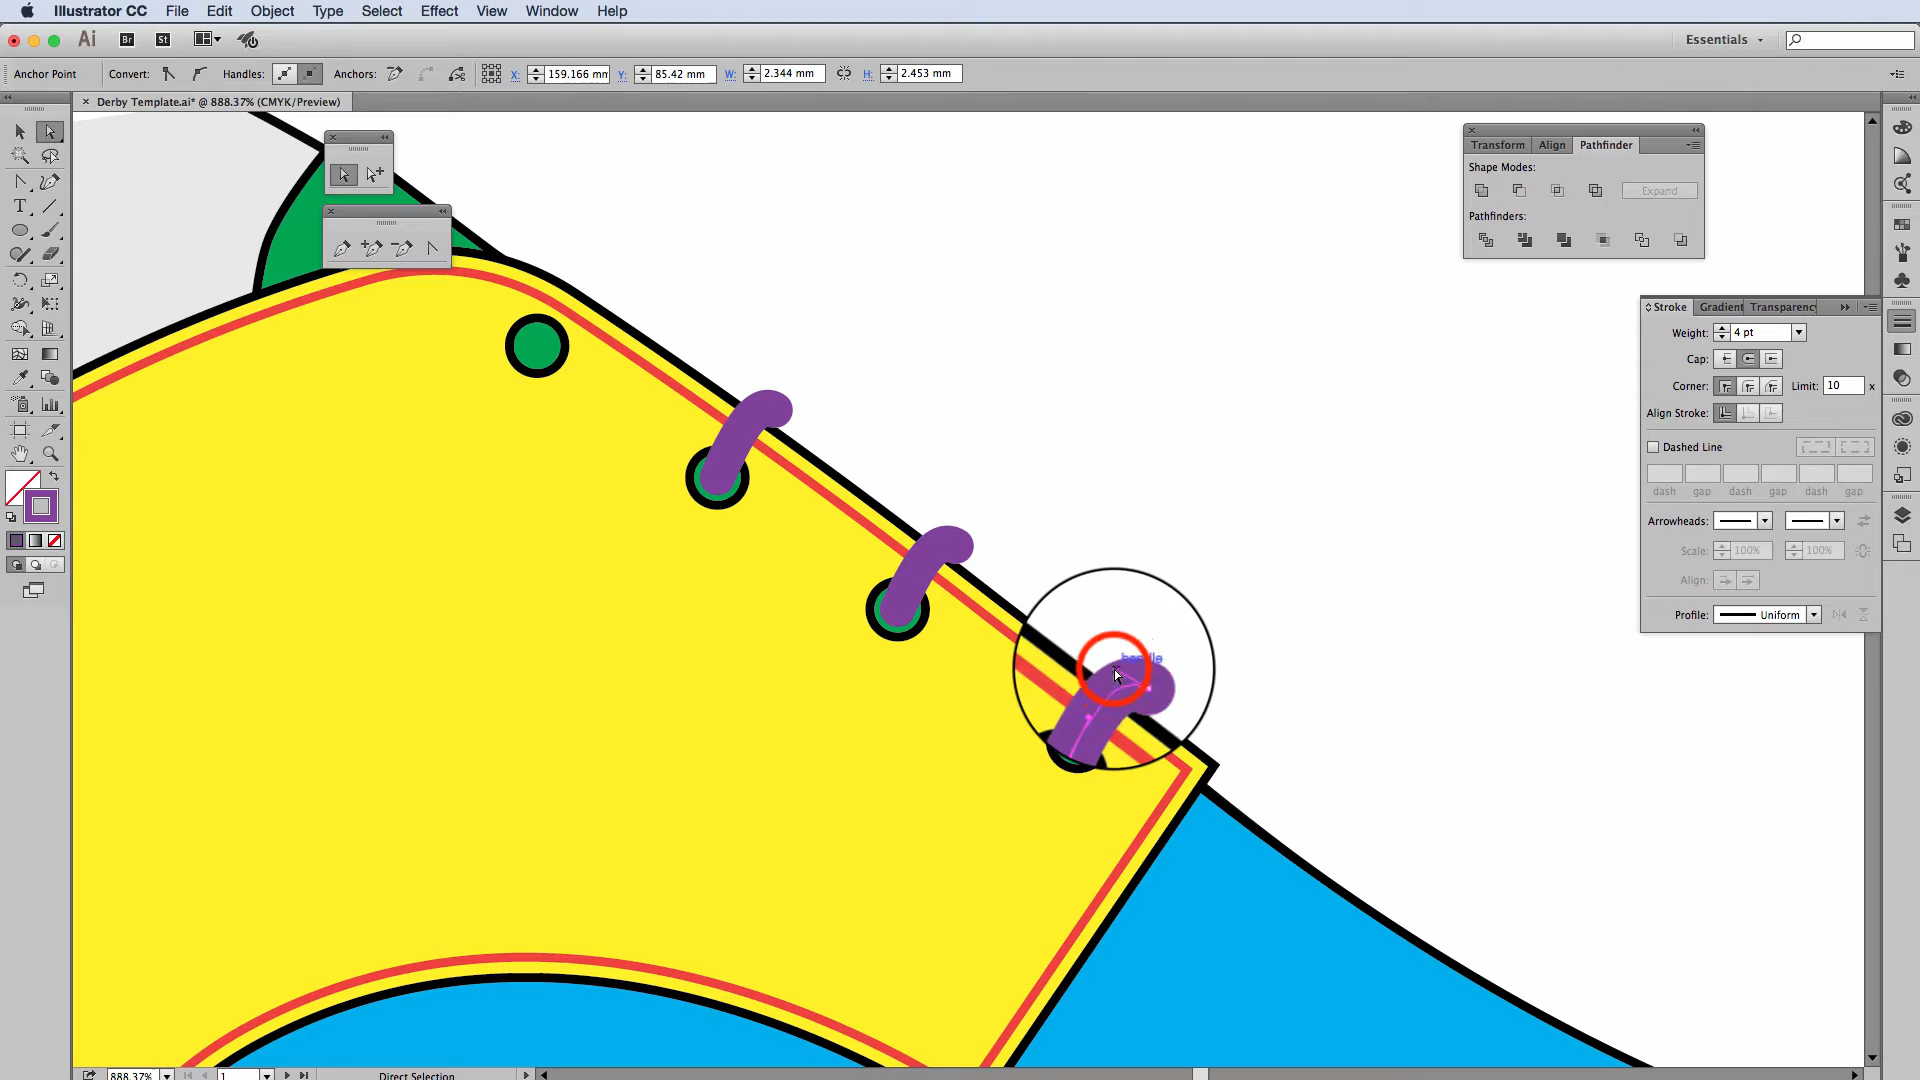 Illustrator CC File Edit Object Type Select Effect View Window Help
Ai Br St Essentials
Anchor Point Convert: Handles: Anchors: X: 159.166 mm Y: 85.42 mm W: 2.344 mm H: 2.453 mm
Derby Template.ai* @ 888.37% (CMYK/Preview)
Transform Align Pathfinder
Shape Modes:
Expand
Pathfinders:
Stroke Gradient Transparency
Weight: 4 pt
Cap:
Corner: Limit: 10 x
Align Stroke:
Dashed Line
dash gap dash gap dash gap
Arrowheads:
Scale: 100% 100%
Align:
Profile: Uniform
T
888.37% 1 Direct Selection